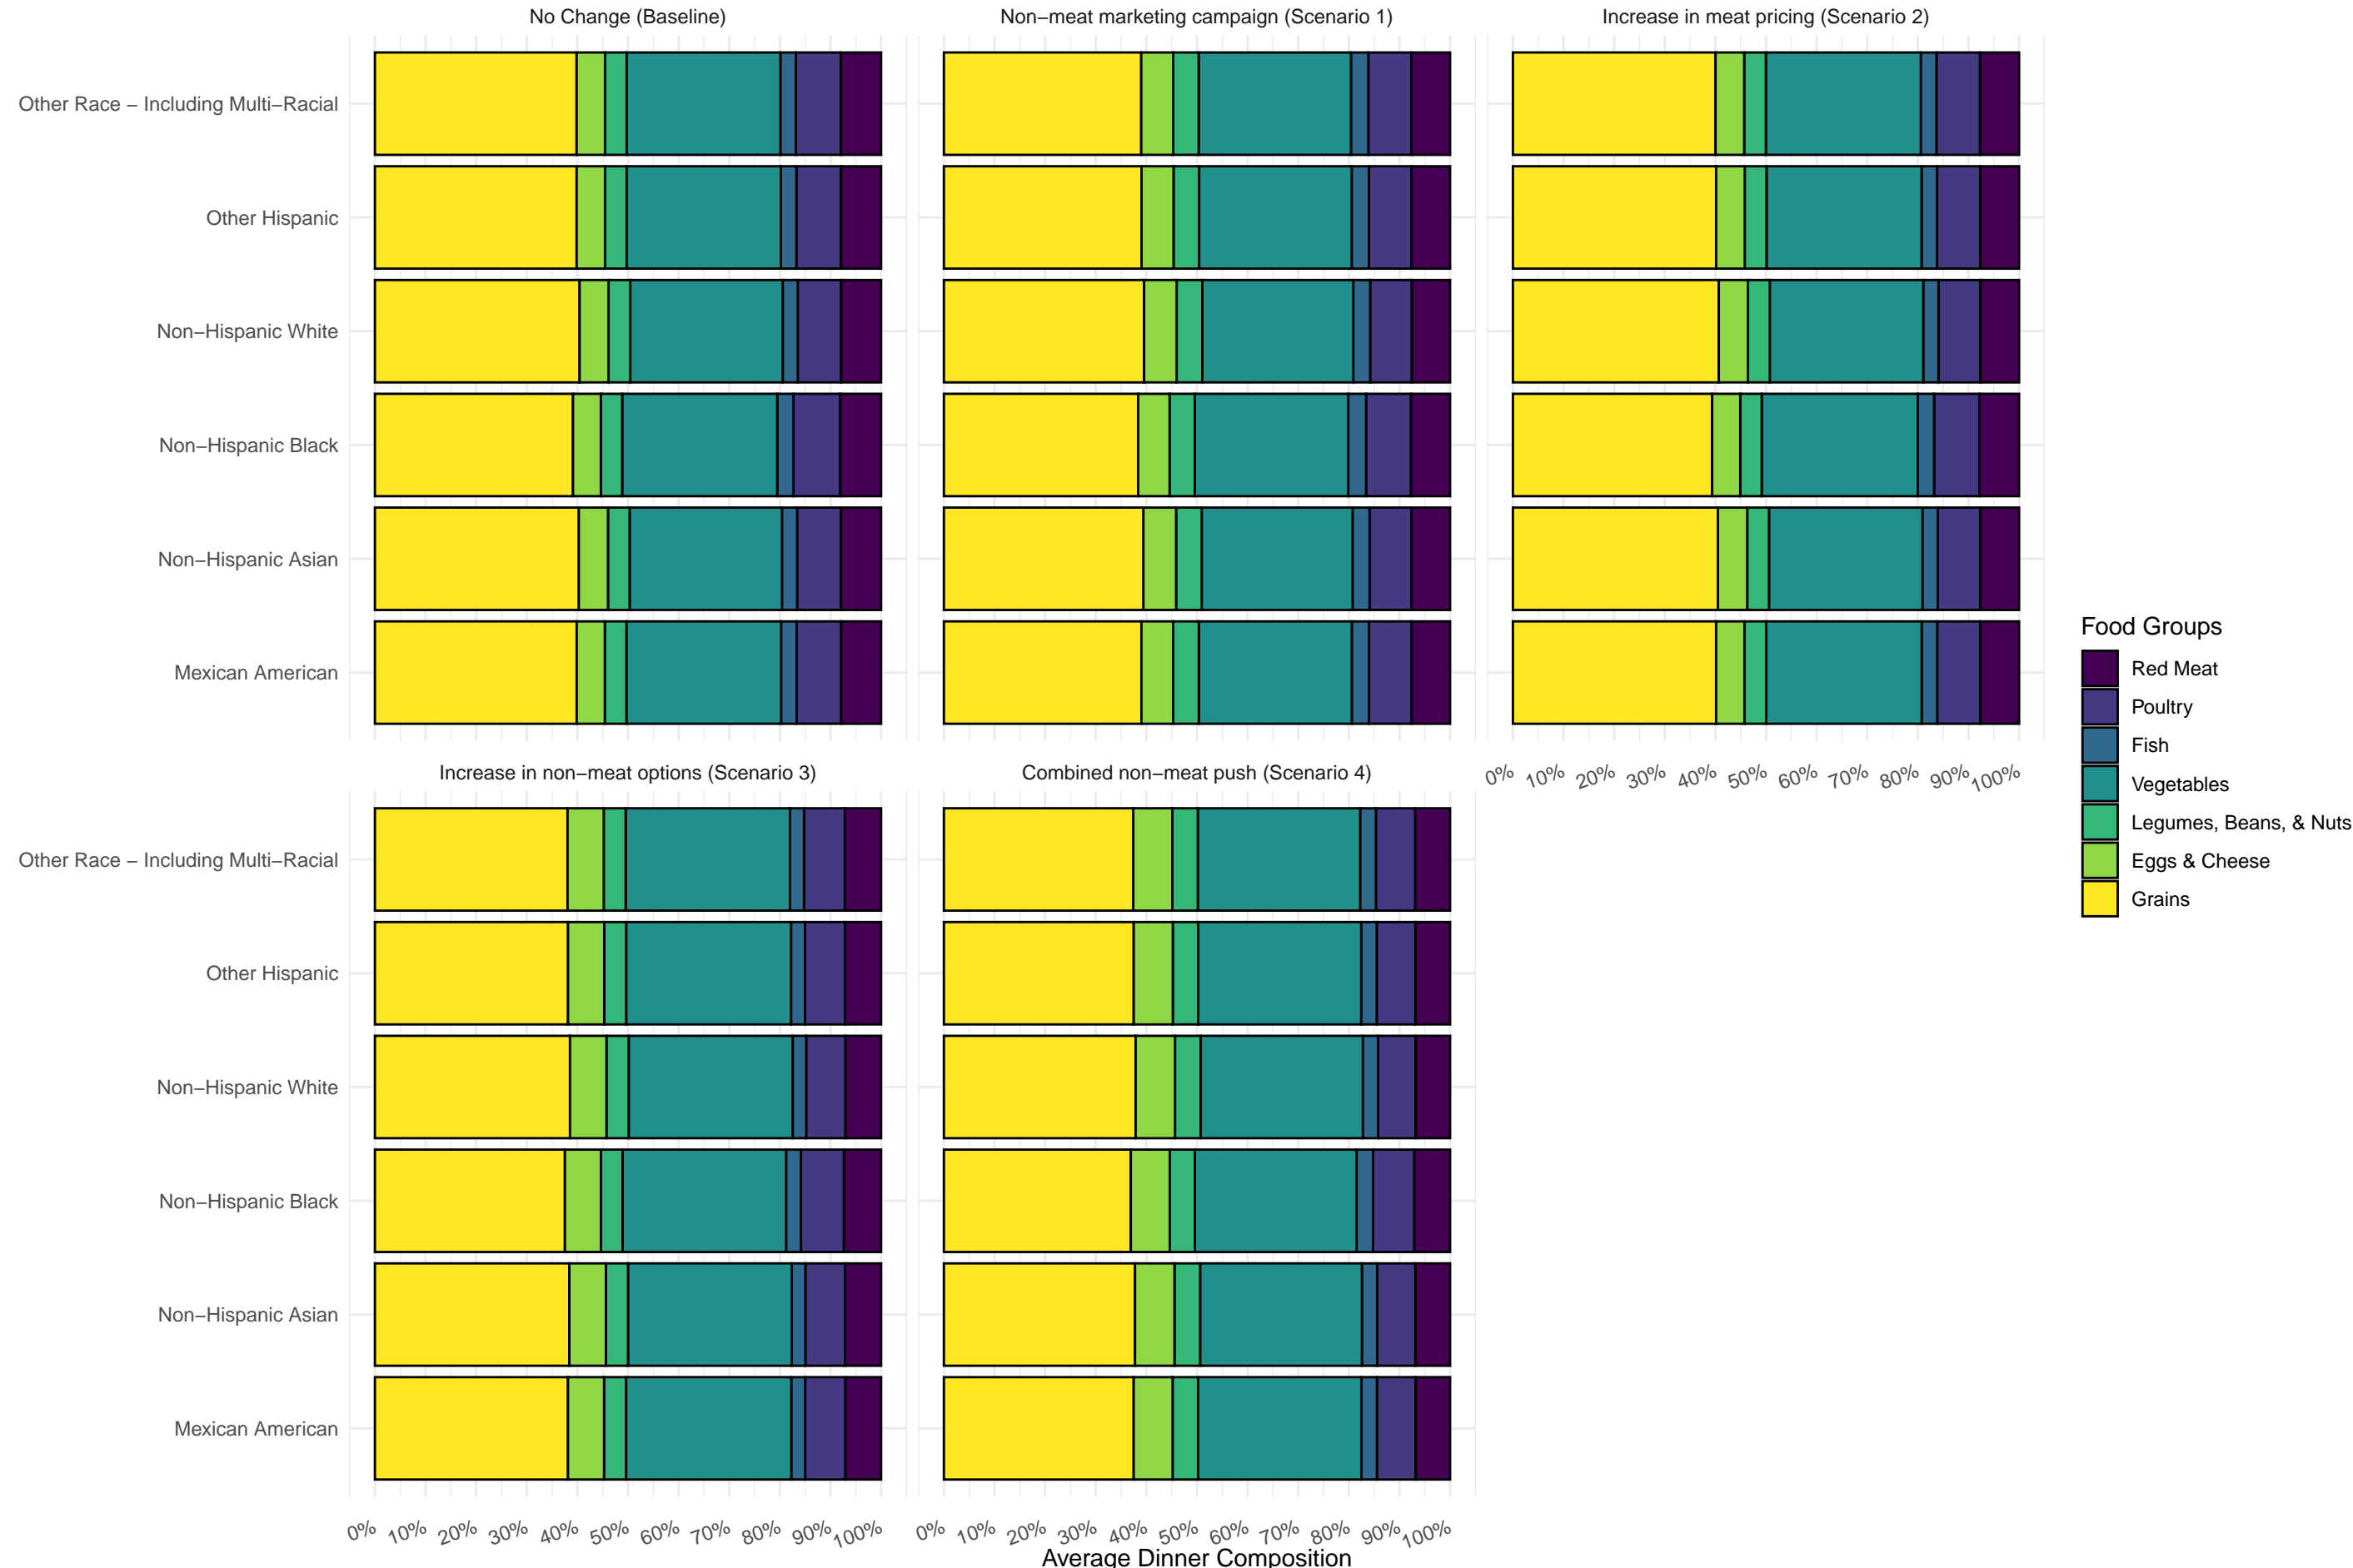 No Change (Baseline)
Non−meat marketing campaign (Scenario 1)
Increase in meat pricing (Scenario 2)
Other Race − Including Multi−Racial
Other Hispanic
Non−Hispanic White
Non−Hispanic Black
Non−Hispanic Asian
Mexican American
0% 10% 20% 30% 40% 50% 60% 70% 80% 90% 100%
Increase in non−meat options (Scenario 3)
Combined non−meat push (Scenario 4)
Other Race − Including Multi−Racial
Other Hispanic
Non−Hispanic White
Non−Hispanic Black
Non−Hispanic Asian
Mexican American
0% 10% 20% 30% 40% 50% 60% 70% 80% 90% 100%
0% 10% 20% 30% 40% 50% 60% 70% 80% 90% 100%
Average Dinner Composition
Food Groups
Red Meat
Poultry
Fish
Vegetables
Legumes, Beans, & Nuts
Eggs & Cheese
Grains